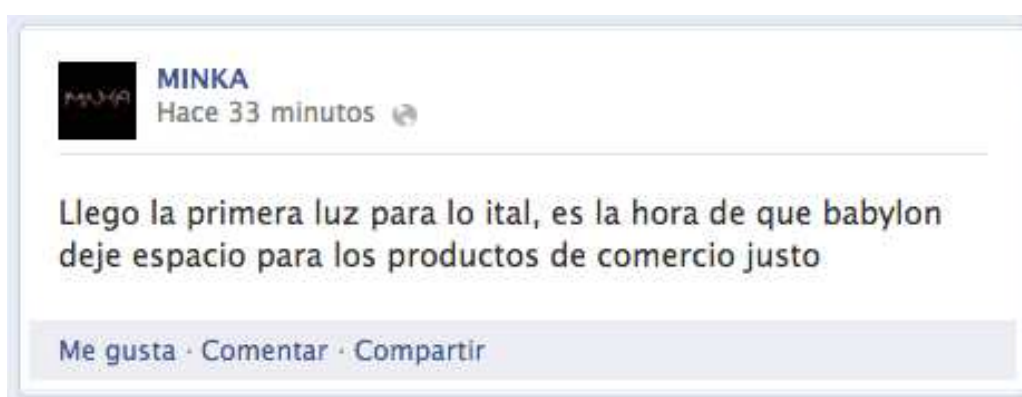 MINKA
Hace 33 minutos
Llego la primera luz para lo ital, es la hora de que babylon
deje espacio para los productos de comercio justo
Me gusta · Comentar · Compartir